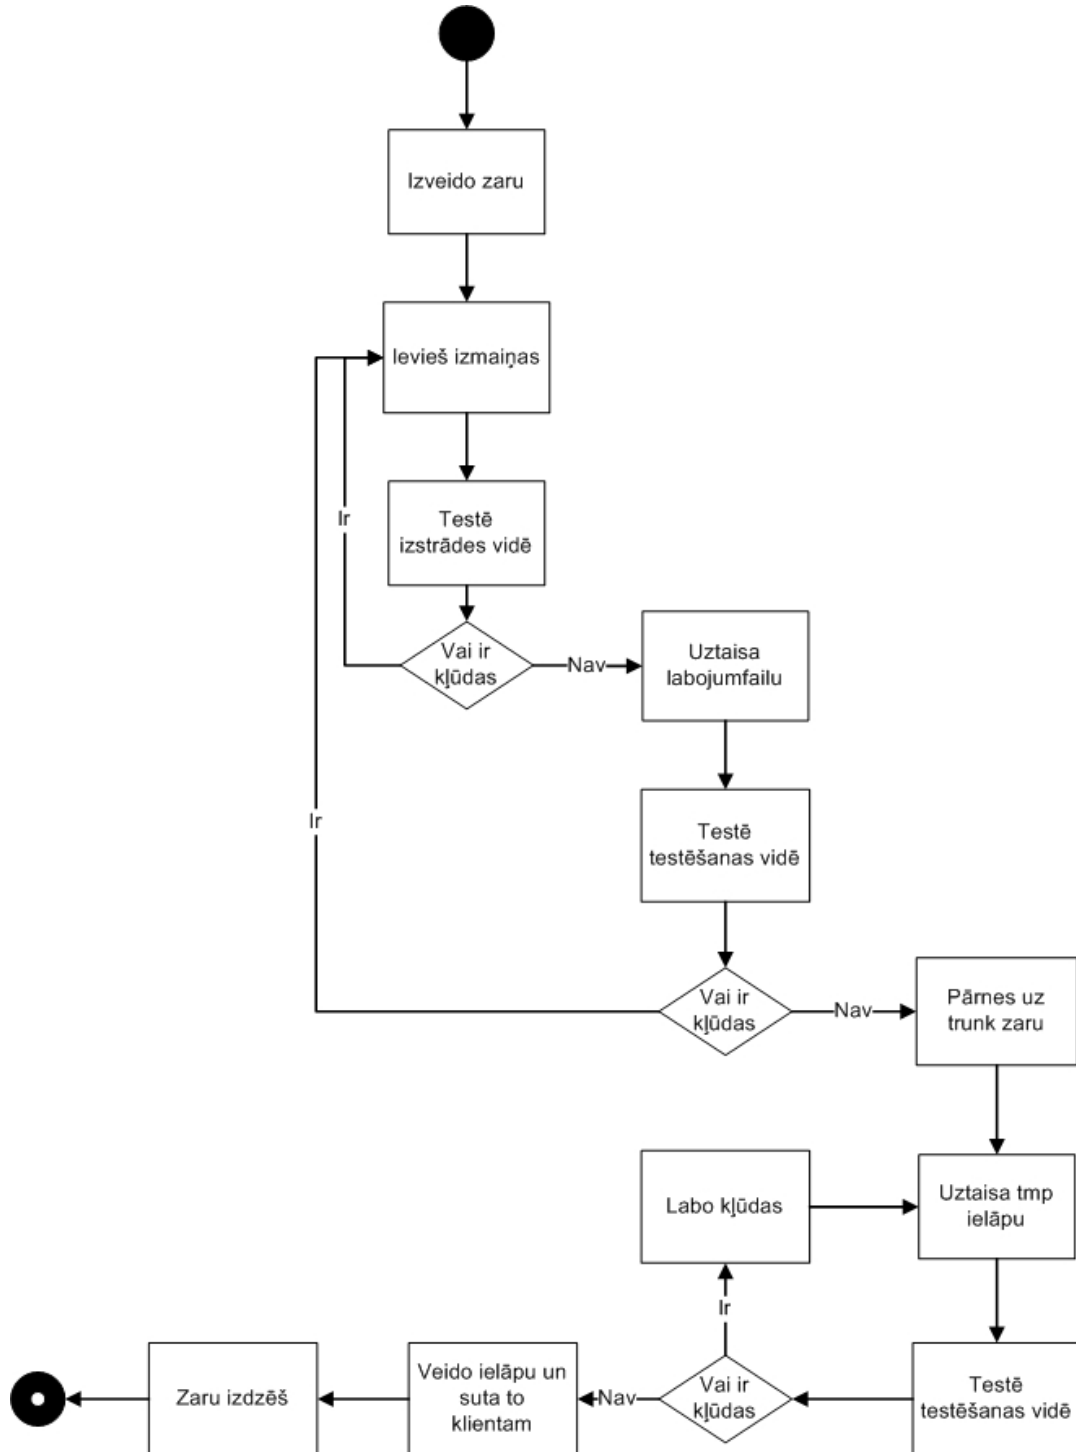 Izveido zaru
Ievieš izmaiņas
Testē
izstrādes vidē
Ir
Vai ir
kļūdas
Nav
Uztaisa
labojumfailu
Testē
testēšanas vidē
Ir
Vai ir
kļūdas
Nav
Pārnes uz
trunk zaru
Labo kļūdas
Uztaisa tmp
ielāpu
Ir
Zaru izdzēš
Veido ielāpu un
suta to
klientam
Nav
Vai ir
kļūdas
Testē
testēšanas vidē